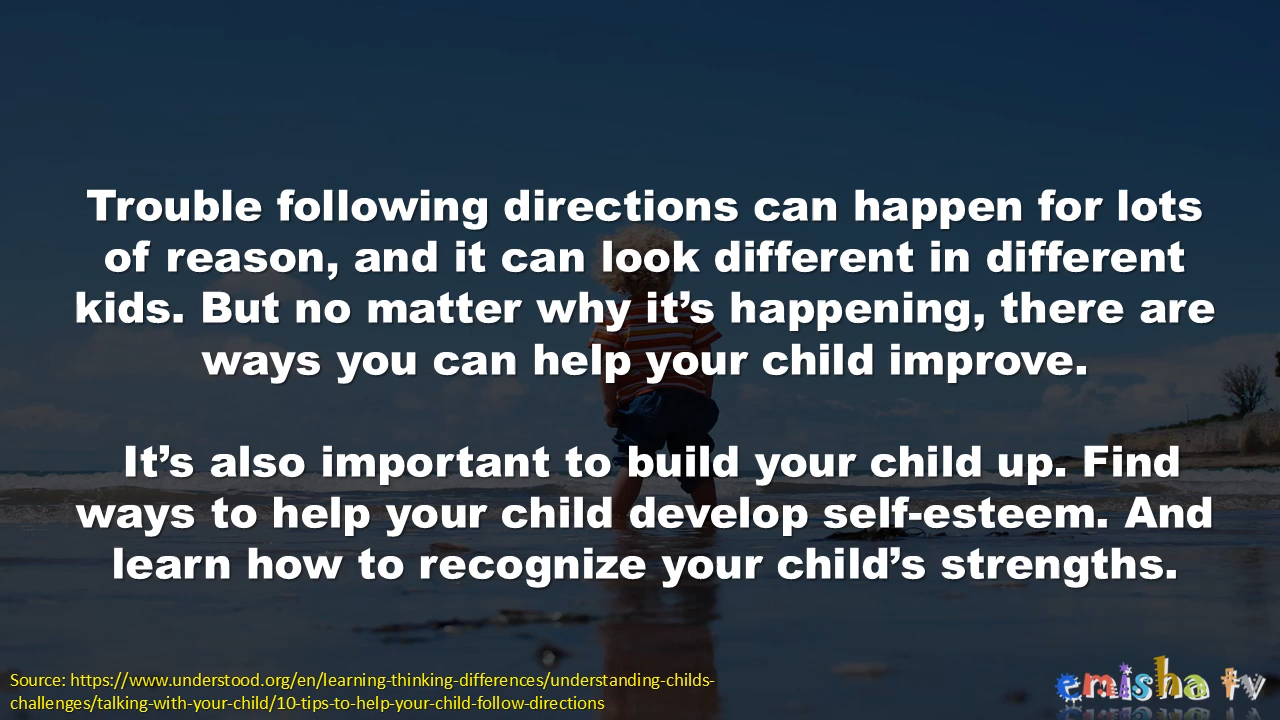 Trouble following directions can happen for lots
of reason, and it can look different in different
kids. But no matter why it’s happening, there are
ways you can help your child improve.
It’s also important to build your child up. Find
ways to help your child develop self-esteem. And
learn how to recognize your child’s strengths.
Source: https://www.understood.org/en/learning-thinking-differences/understanding-childs-
challenges/talking-with-your-child/10-tips-to-help-your-child-follow-directions
emisha tv